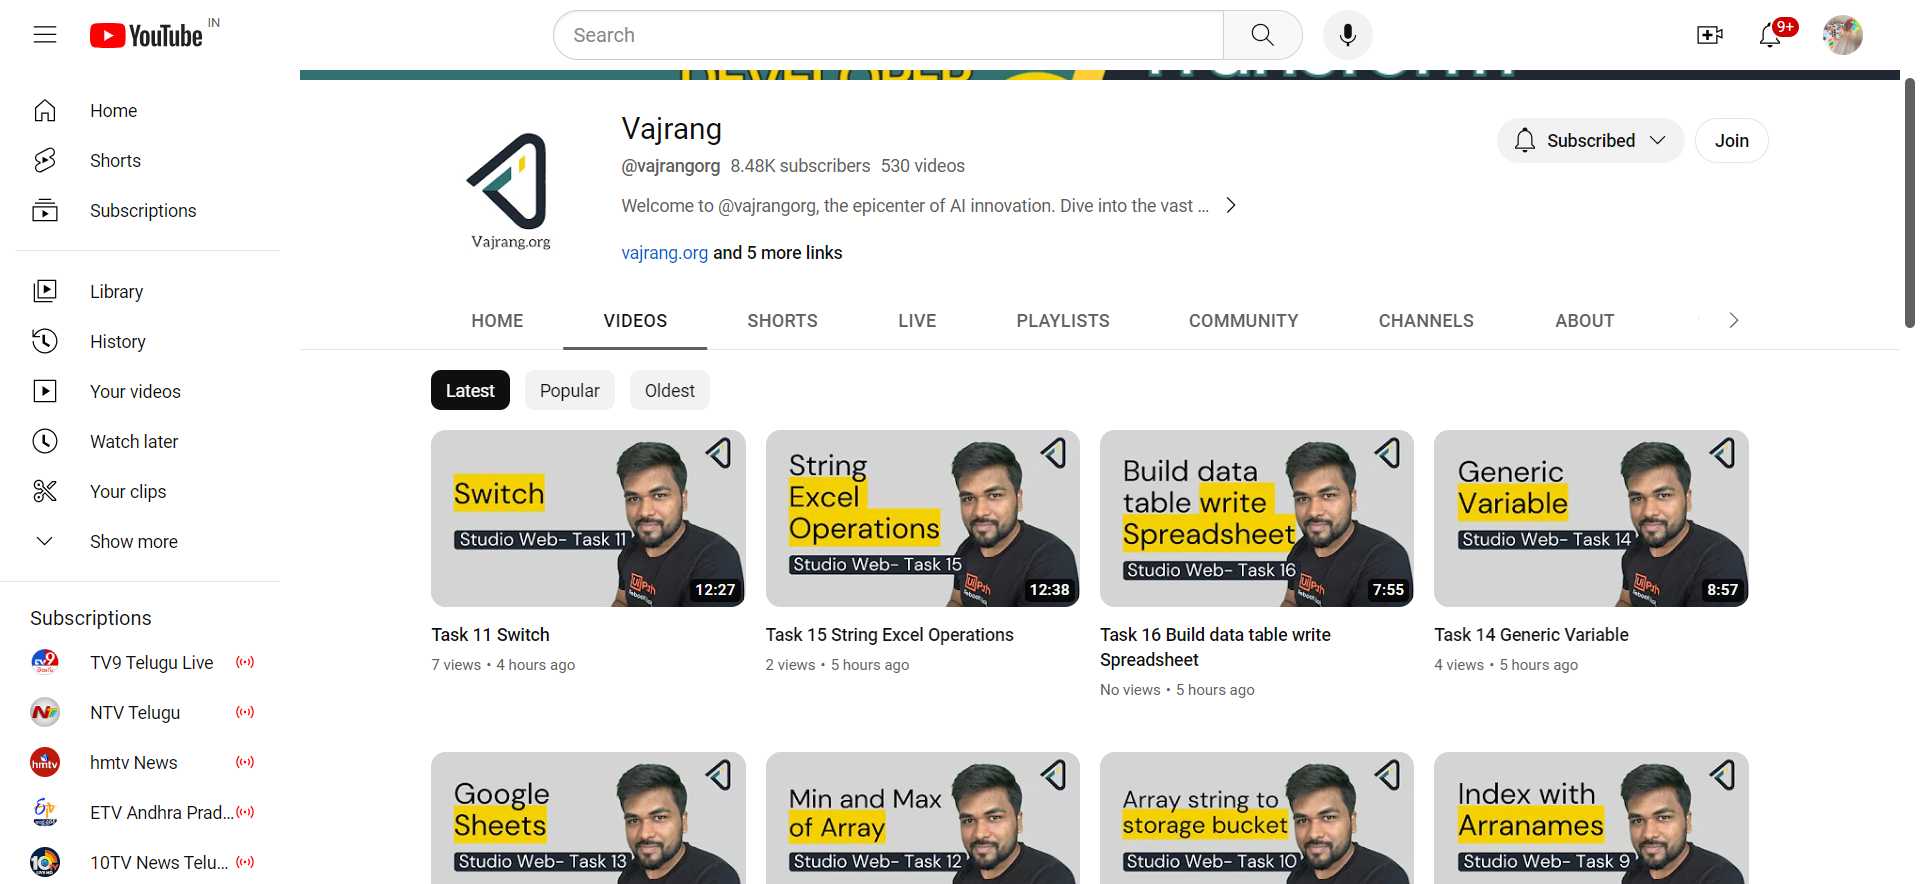 YouTube IN
Search
9+
DEVELOPER
Transform
Home
Shorts
Subscriptions
Library
History
Your videos
Watch later
Your clips
Show more
Subscriptions
TV9 Telugu Live
NTV Telugu
hmtv
hmtv News
ETV Andhra Prad...
10TV News Telu...
Vajrang.org
Vajrang
@vajrangorg 8.48K subscribers 530 videos
Welcome to @vajrangorg, the epicenter of AI innovation. Dive into the vast ...
vajrang.org and 5 more links
Subscribed
Join
HOME VIDEOS SHORTS LIVE PLAYLISTS COMMUNITY CHANNELS ABOUT
Latest Popular Oldest
Switch
Studio Web- Task 11
12:27
Task 11 Switch
7 views • 4 hours ago
String
Excel
Operations
Studio Web- Task 15
12:38
Task 15 String Excel Operations
2 views • 5 hours ago
Build data
table write
Spreadsheet
Studio Web- Task 16
7:55
Task 16 Build data table write
Spreadsheet
No views • 5 hours ago
Generic
Variable
Studio Web- Task 14
8:57
Task 14 Generic Variable
4 views • 5 hours ago
Google
Sheets
Studio Web- Task 13
Min and Max
of Array
Studio Web- Task 12
Array string to
storage bucket
Studio Web- Task 10
Index with
Arranames
Studio Web- Task 9